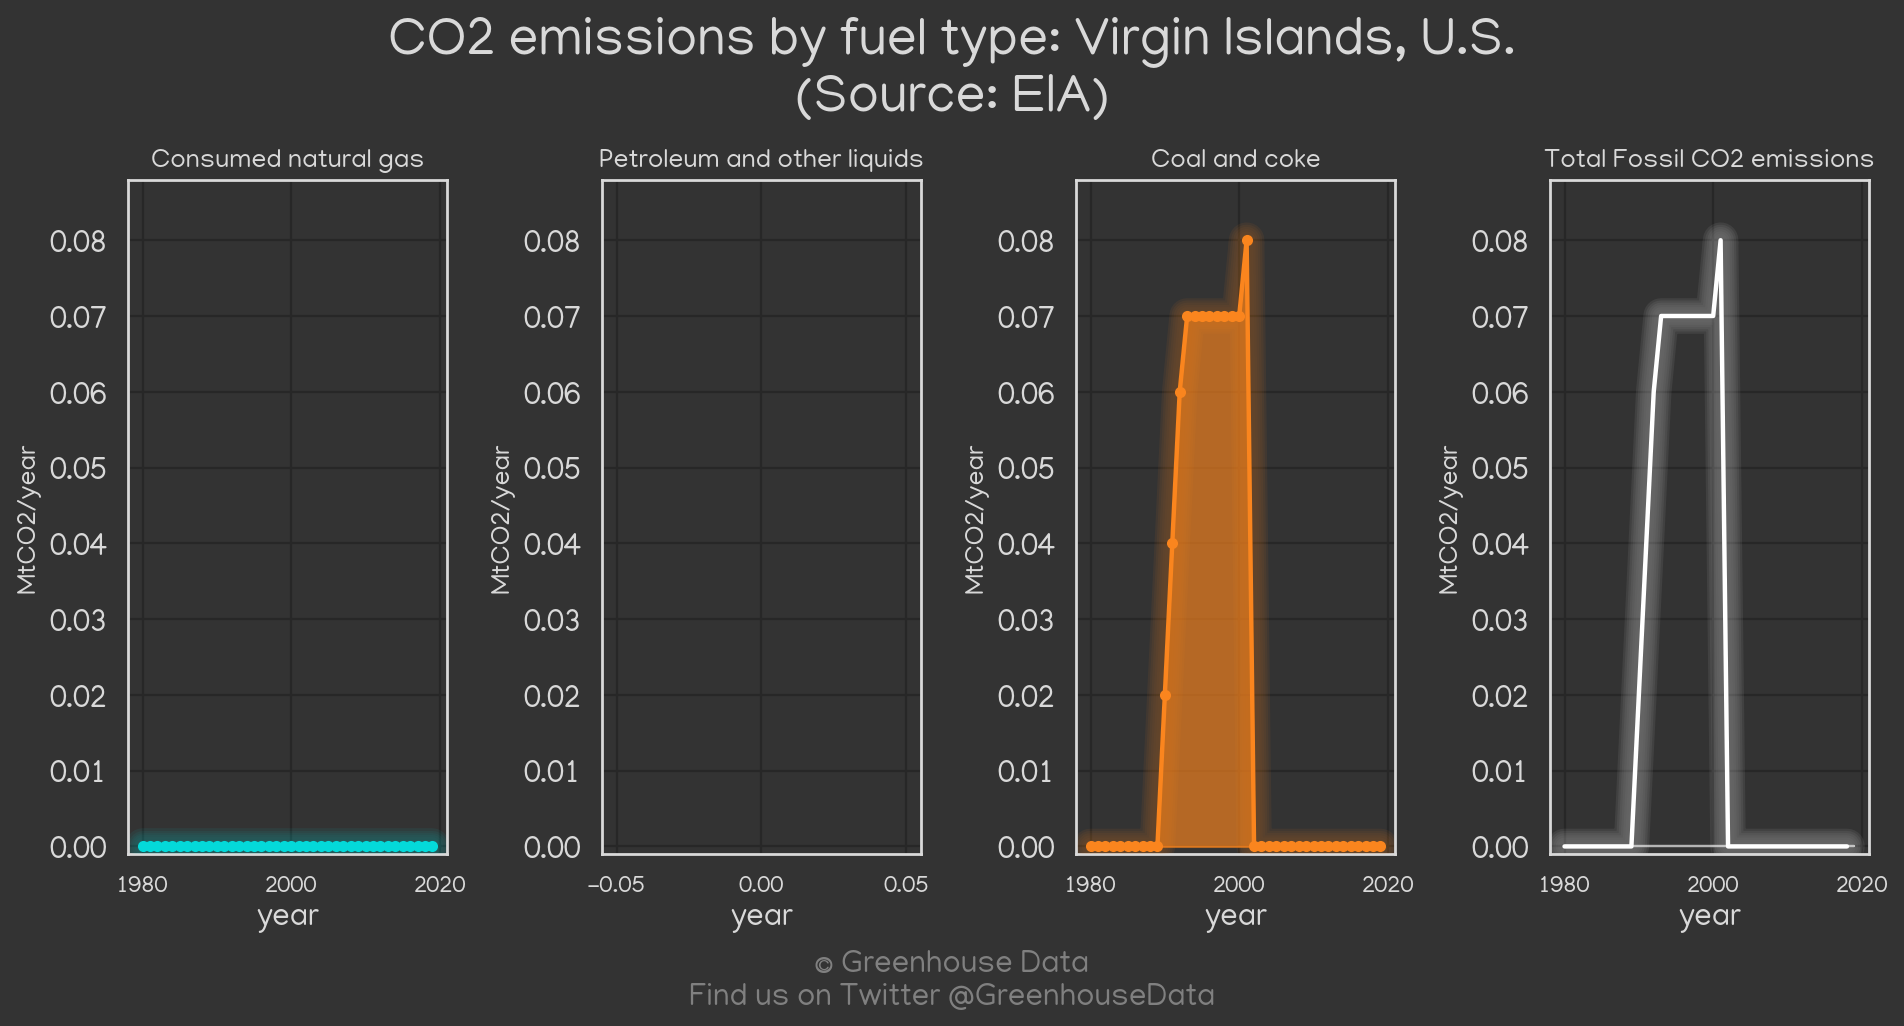 CO2 emissions by fuel type: Virgin Islands, U.S.
(Source: EIA)
Consumed natural gas
MtCO2/year
0.08
0.07
0.06
0.05
0.04
0.03
0.02
0.01
0.00
1980 2000 2020
year
Petroleum and other liquids
MtCO2/year
0.08
0.07
0.06
0.05
0.04
0.03
0.02
0.01
0.00
−0.05 0.00 0.05
year
Coal and coke
MtCO2/year
0.08
0.07
0.06
0.05
0.04
0.03
0.02
0.01
0.00
1980 2000 2020
year
Total Fossil CO2 emissions
MtCO2/year
0.08
0.07
0.06
0.05
0.04
0.03
0.02
0.01
0.00
1980 2000 2020
year
© Greenhouse Data
Find us on Twitter @GreenhouseData